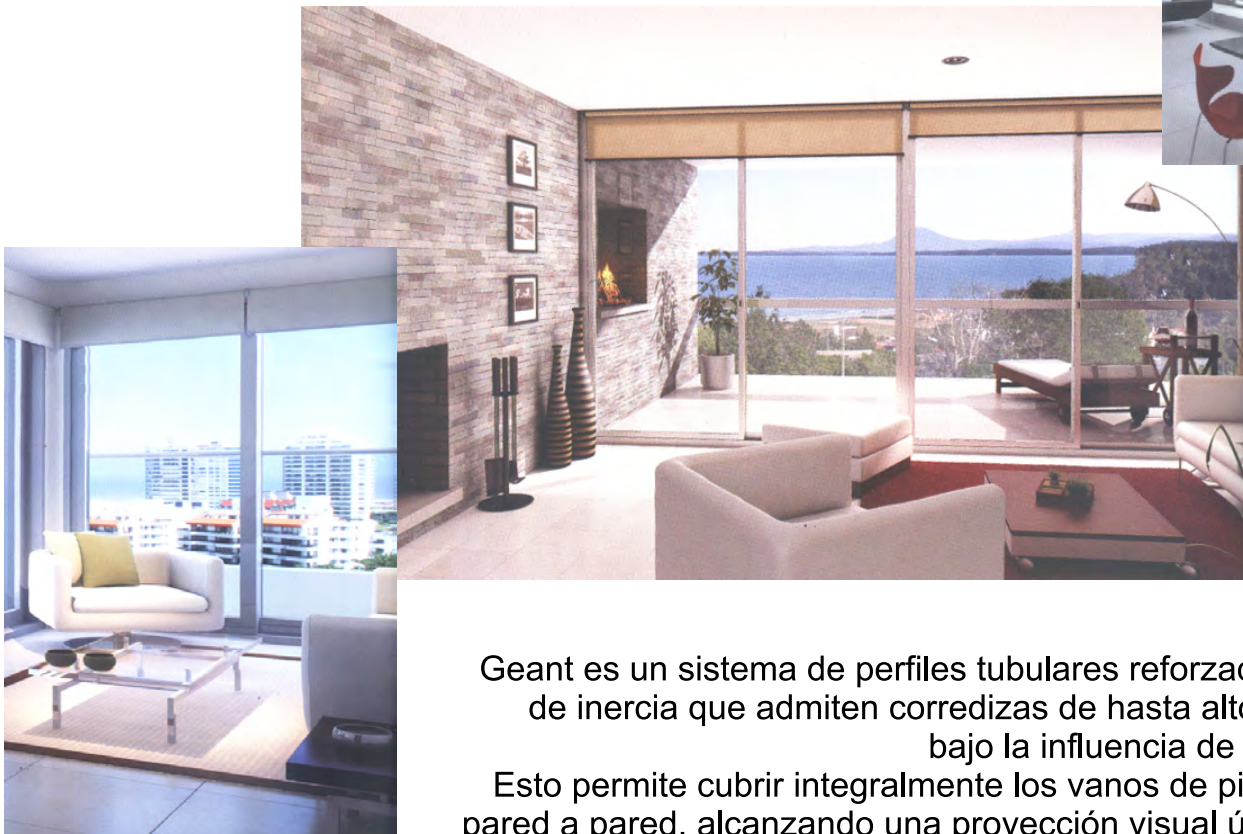 Geant es un sistema de perfiles tubulares reforzad
de inercia que admiten corredizas de hasta alto
bajo la influencia de
Esto permite cubrir integralmente los vanos de pi
pared a pared, alcanzando una proyección visual ú